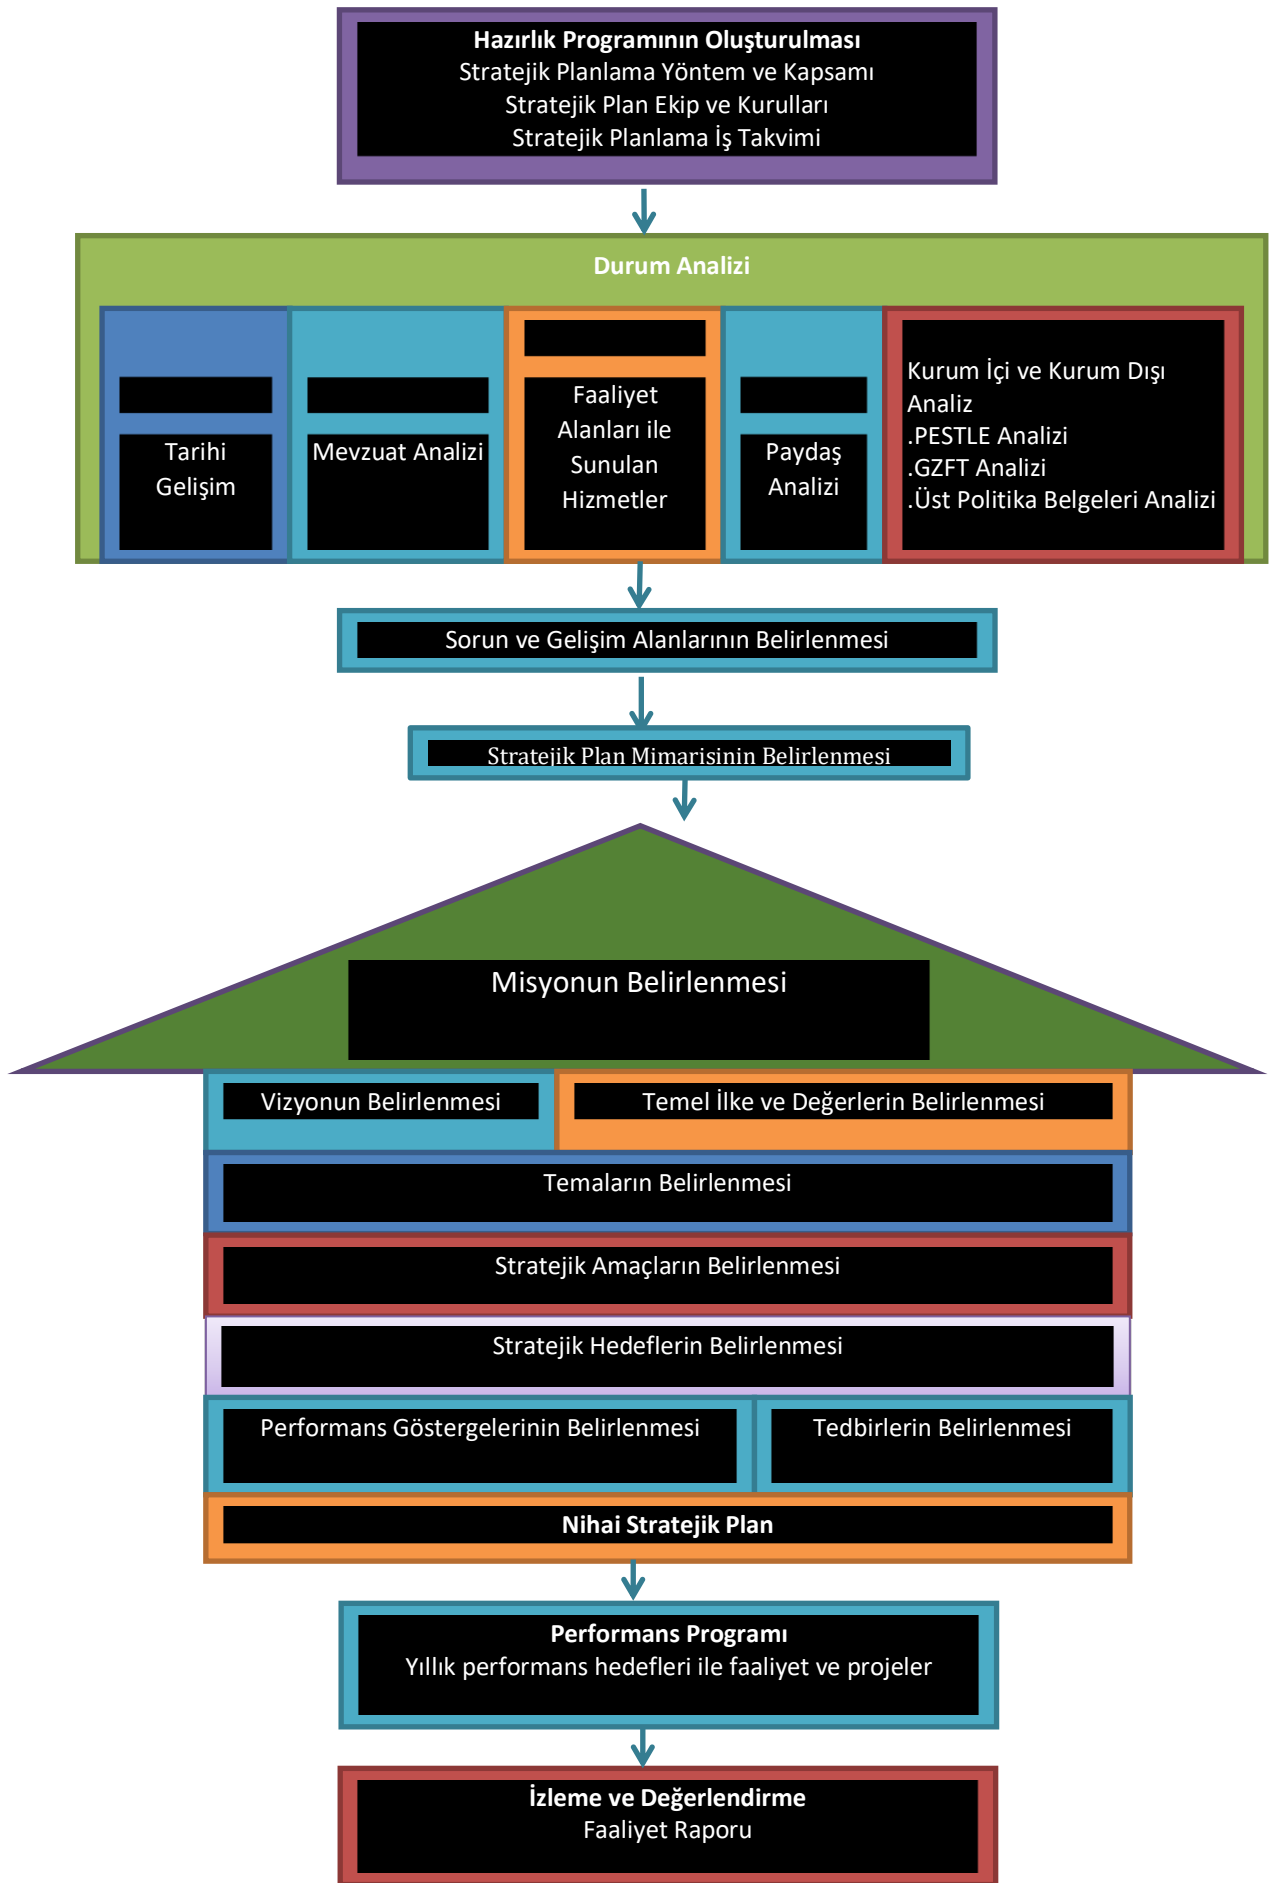 Hazırlık Programının Oluşturulması
Stratejik Planlama Yöntem ve Kapsamı
Stratejik Plan Ekip ve Kurulları
Stratejik Planlama İş Takvimi
Durum Analizi
Tarihi
Gelişim
Mevzuat Analizi
Faaliyet
Alanları ile
Sunulan
Hizmetler
Paydaş
Analizi
Kurum İçi ve Kurum Dışı
Analiz
.PESTLE Analizi
.GZFT Analizi
.Üst Politika Belgeleri Analizi
Sorun ve Gelişim Alanlarının Belirlenmesi
Stratejik Plan Mimarisinin Belirlenmesi
Misyonun Belirlenmesi
Vizyonun Belirlenmesi
Temel İlke ve Değerlerin Belirlenmesi
Temaların Belirlenmesi
Stratejik Amaçların Belirlenmesi
Stratejik Hedeflerin Belirlenmesi
Performans Göstergelerinin Belirlenmesi
Tedbirlerin Belirlenmesi
Nihai Stratejik Plan
Performans Programı
Yıllık performans hedefleri ile faaliyet ve projeler
İzleme ve Değerlendirme
Faaliyet Raporu